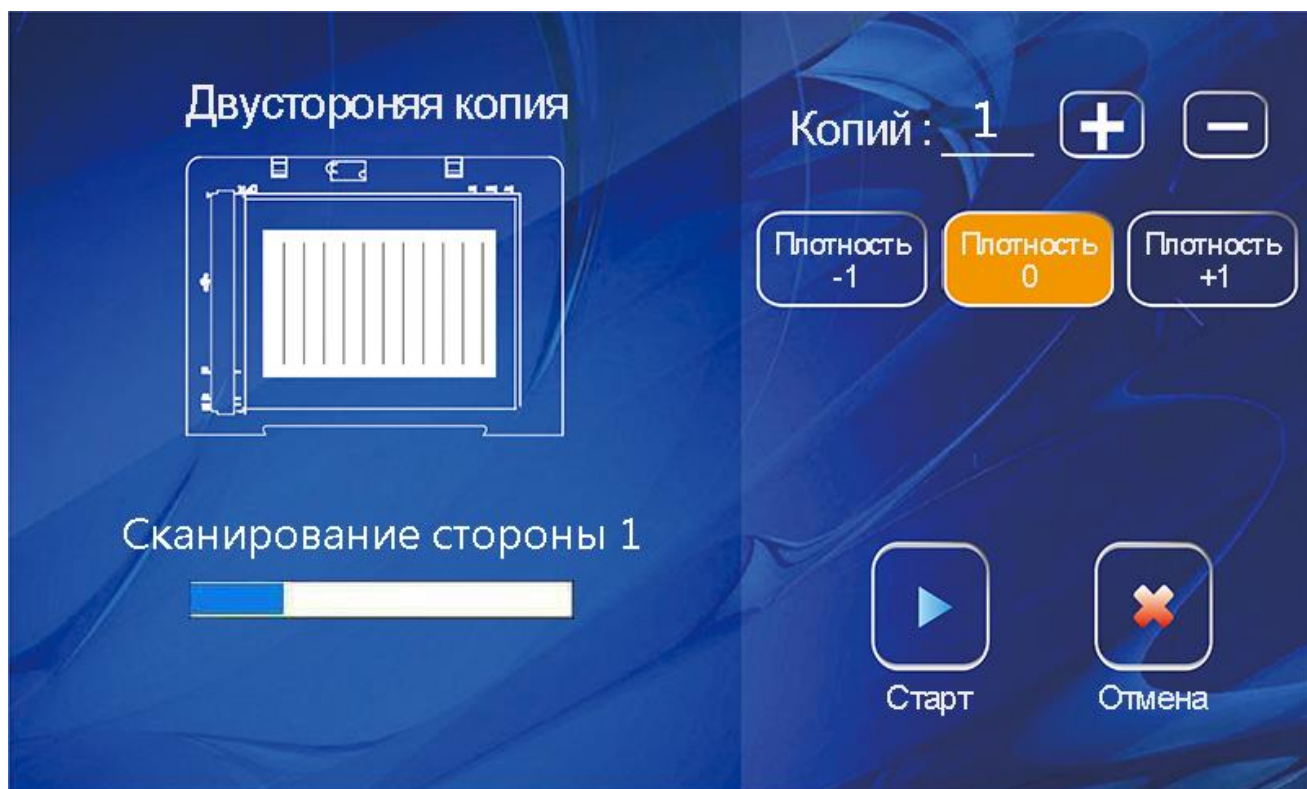 Двустороняя копия
Копий : 1
Плотность
-1
Плотность
0
Плотность
+1
Сканирование стороны 1
Старт
Отмена